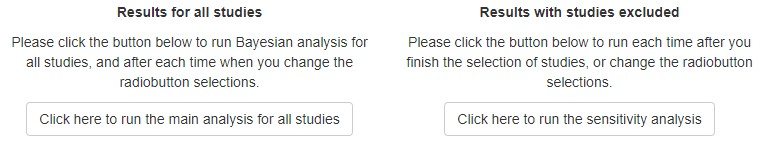 Results for all studies
Please click the button below to run Bayesian analysis for
all studies, and after each time when you change the
radiobutton selections.
Click here to run the main analysis for all studies
Results with studies excluded
Please click the button below to run each time after you
finish the selection of studies, or change the radiobutton
selections.
Click here to run the sensitivity analysis